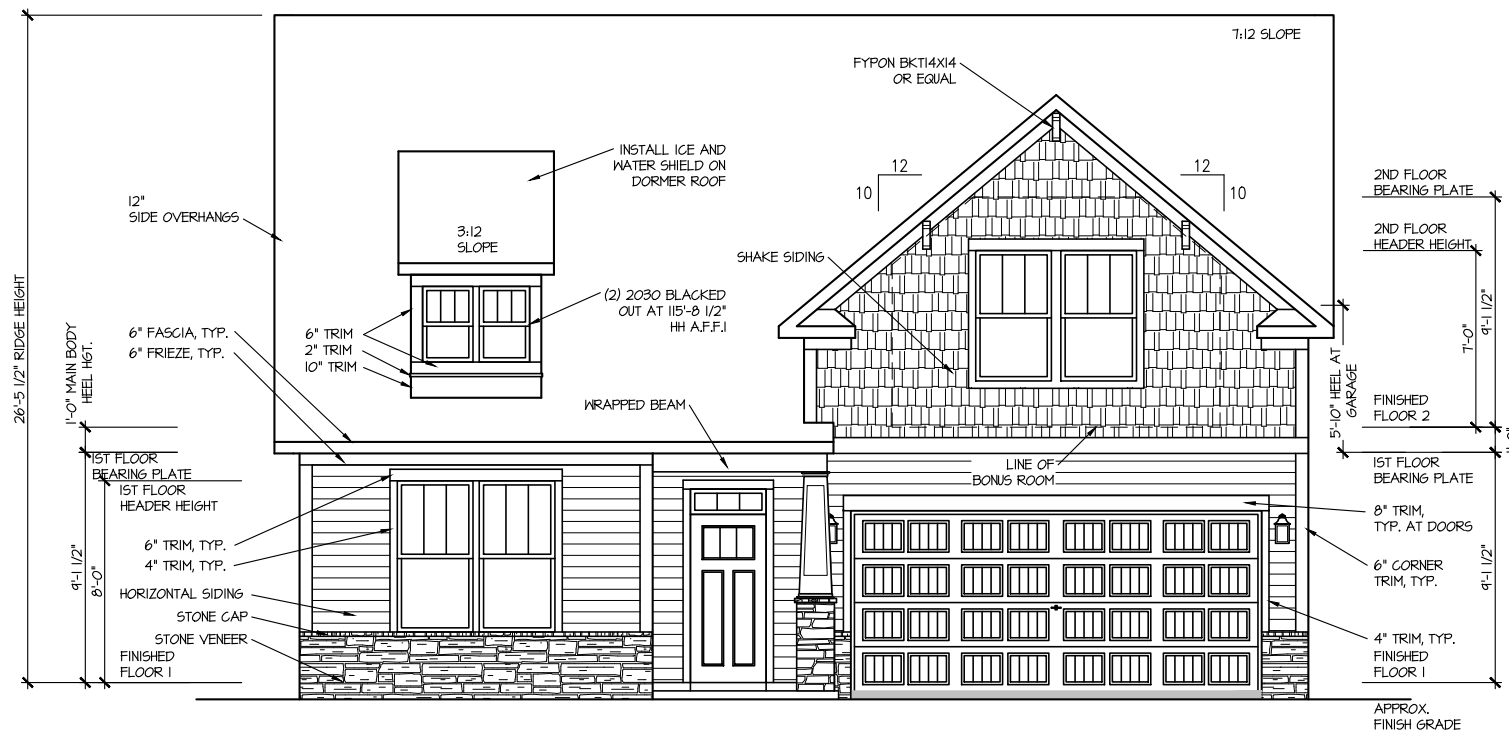 7:12 SLOPE
FYPON BKT14X14
OR EQUAL
INSTALL ICE AND
WATER SHIELD ON
DORMER ROOF
12
10
12
10
2ND FLOOR
BEARING PLATE
12"
SIDE OVERHANGS
3:12
SLOPE
2ND FLOOR
HEADER HEIGHT
SHAKE SIDING
26'-5 1/2" RIDGE HEIGHT
(2) 2030 BLACKED
OUT AT 115'-8 1/2"
HH A.F.F.1
6" FASCIA, TYP.
6" FRIEZE, TYP.
6" TRIM
2" TRIM
10" TRIM
1'-0" MAIN BODY
HEEL HGT.
7'-0"
9'-1 1/2"
5'-10" HEEL AT
GARAGE
WRAPPED BEAM
FINISHED
FLOOR 2
1ST FLOOR
BEARING PLATE
1ST FLOOR
HEADER HEIGHT
LINE OF
BONUS ROOM
1ST FLOOR
BEARING PLATE
8" TRIM,
TYP. AT DOORS
6" TRIM, TYP.
4" TRIM, TYP.
9'-1 1/2"
8'-0"
6" CORNER
TRIM, TYP.
9'-1 1/2"
HORIZONTAL SIDING
STONE CAP
STONE VENEER
FINISHED
FLOOR 1
4" TRIM, TYP.
FINISHED
FLOOR 1
APPROX.
FINISH GRADE